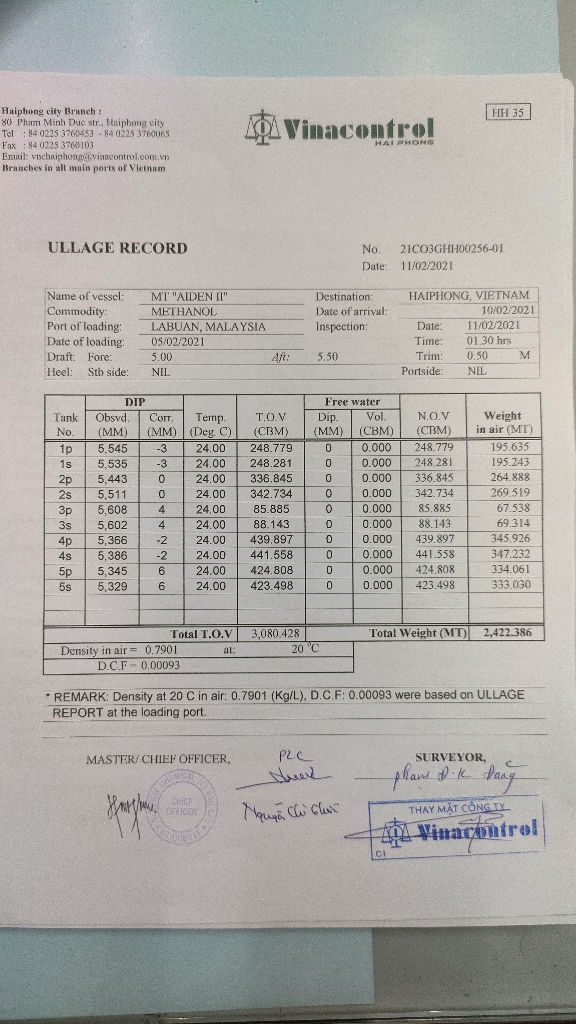 Haiphong city Branch :
80 Pham Minh Duc str., Haiphong city
Tel : 84 0225 3760453 - 84 0225 3760065
Fax : 84 0225 3760103
Email: vnchaiphong@vinacontrol.com.vn
Branches in all main ports of Vietnam
Vinacontrol
HAI PHONG
HH 35
ULLAGE RECORD
No. 21CO3GHH00256-01
Date: 11/02/2021
Name of vessel: MT "AIDEN II" Destination: HAIPHONG, VIETNAM
Commodity: METHANOL Date of arrival: 10/02/2021
Port of loading: LABUAN, MALAYSIA Inspection: Date: 11/02/2021
Date of loading: 05/02/2021 Time: 01.30 hrs
Draft: Fore: 5.00 Aft: 5.50 Trim: 0.50 M
Heel: Stb side: NIL Portside: NIL
DIP Free water
Tank Obsvd. Corr. Temp. T.O.V Dip. Vol. N.O.V Weight
No. (MM) (MM) (Deg. C) (CBM) (MM) (CBM) (CBM) in air (MT)
1p 5,545 -3 24.00 248.779 0 0.000 248.779 195.635
1s 5,535 -3 24.00 248.281 0 0.000 248.281 195.243
2p 5,443 0 24.00 336.845 0 0.000 336.845 264.888
2s 5,511 0 24.00 342.734 0 0.000 342.734 269.519
3p 5,608 4 24.00 85.885 0 0.000 85.885 67.538
3s 5,602 4 24.00 88.143 0 0.000 88.143 69.314
4p 5,366 -2 24.00 439.897 0 0.000 439.897 345.926
4s 5,386 -2 24.00 441.558 0 0.000 441.558 347.232
5p 5,345 6 24.00 424.808 0 0.000 424.808 334.061
5s 5,329 6 24.00 423.498 0 0.000 423.498 333.030
Total T.O.V 3,080.428 Total Weight (MT) 2,422.386
Density in air = 0.7901 at: 20 °C
D.C.F = 0.00093
* REMARK: Density at 20 C in air: 0.7901 (Kg/L), D.C.F: 0.00093 were based on ULLAGE
REPORT at the loading port.
MASTER/ CHIEF OFFICER, PLC SURVEYOR,
CHIEF
OFFICER
THAY MẶT CÔNG TY
Vinacontrol
CI